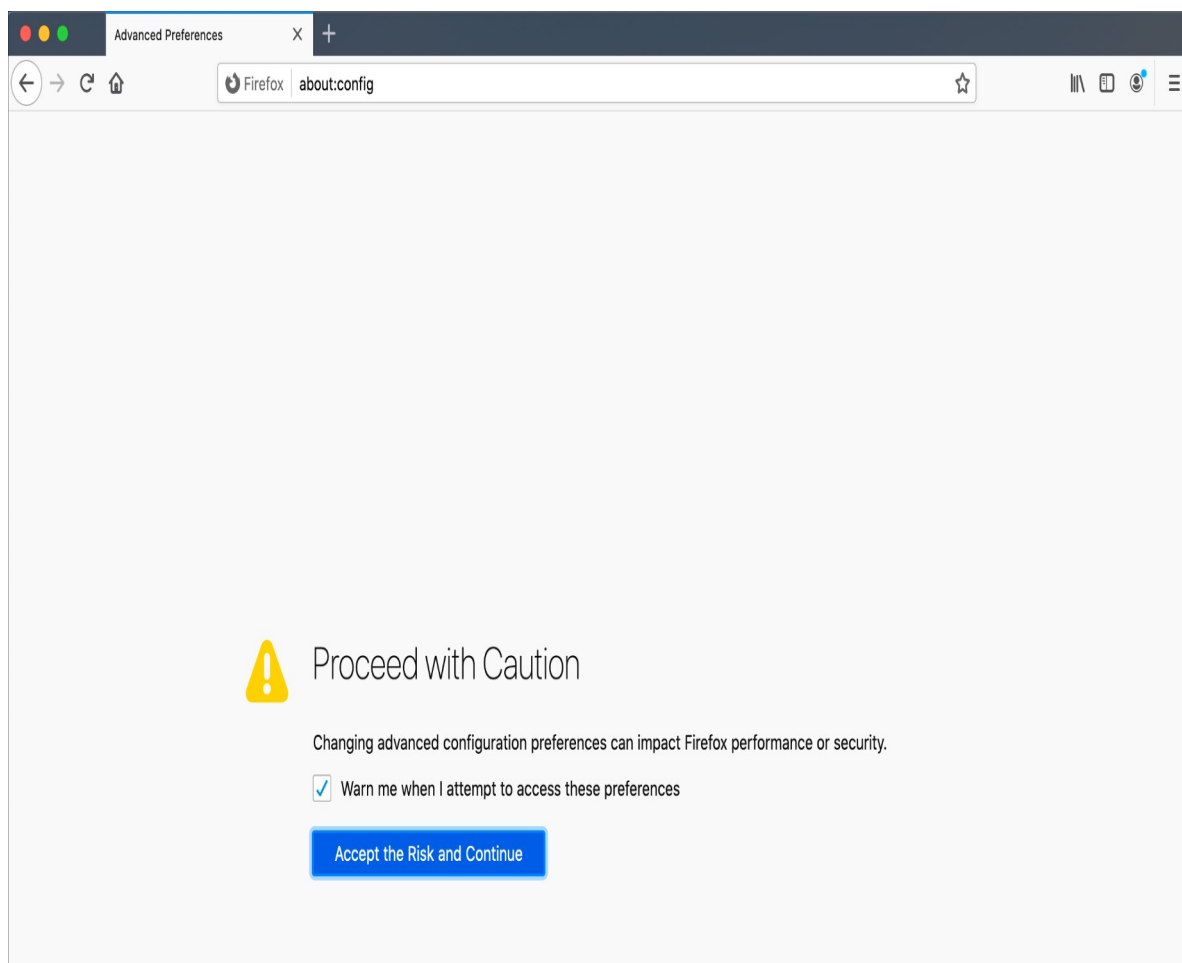 Advanced Preferences
Firefox about:config
Proceed with Caution
Changing advanced configuration preferences can impact Firefox performance or security.
Warn me when I attempt to access these preferences
Accept the Risk and Continue